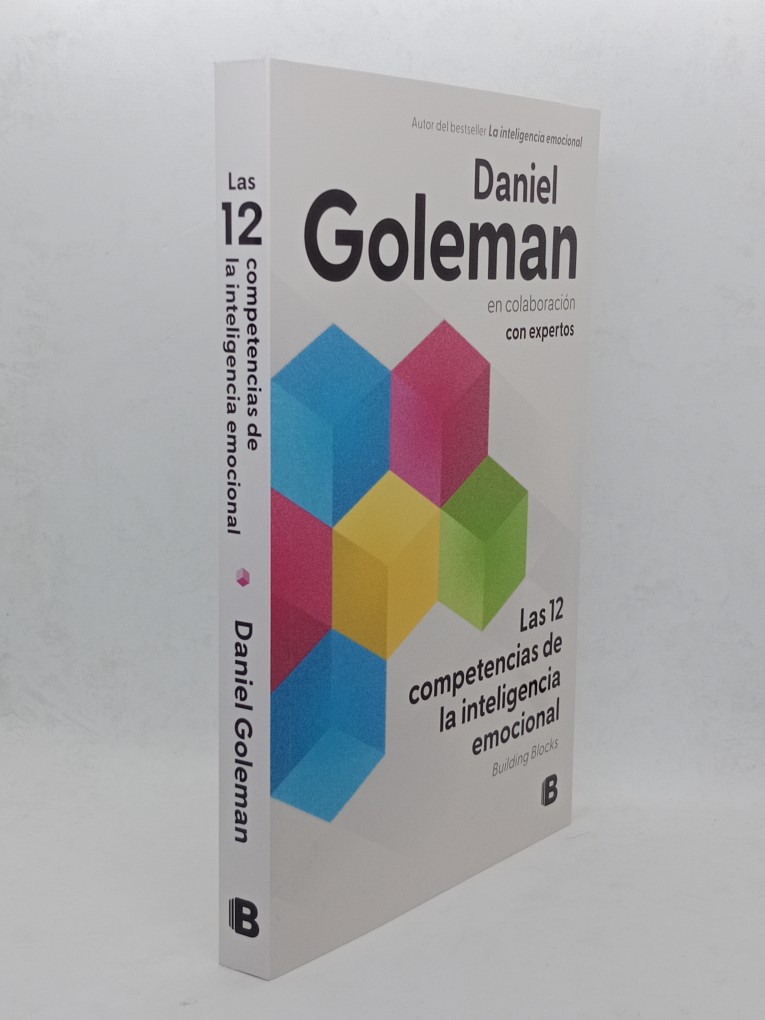 Las
12
competencias de
la inteligencia emocional
Daniel Goleman
B
Autor del bestseller La inteligencia emocional
Daniel
Goleman
en colaboración
con expertos
Las 12
competencias de
la inteligencia
emocional
Building Blocks
B